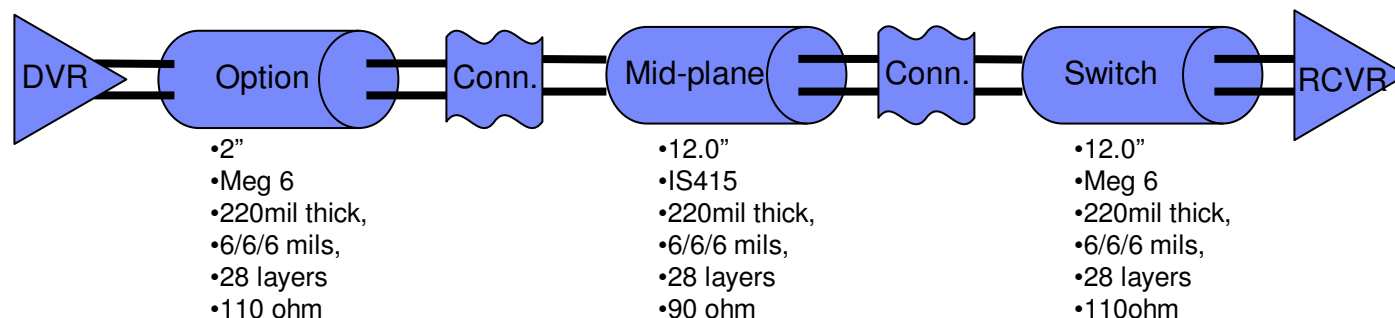 DVR Option Conn. Mid-plane Conn. Switch RCVR
•2”
•Meg 6
•220mil thick,
•6/6/6 mils,
•28 layers
•110 ohm
•12.0”
•IS415
•220mil thick,
•6/6/6 mils,
•28 layers
•90 ohm
•12.0”
•Meg 6
•220mil thick,
•6/6/6 mils,
•28 layers
•110ohm